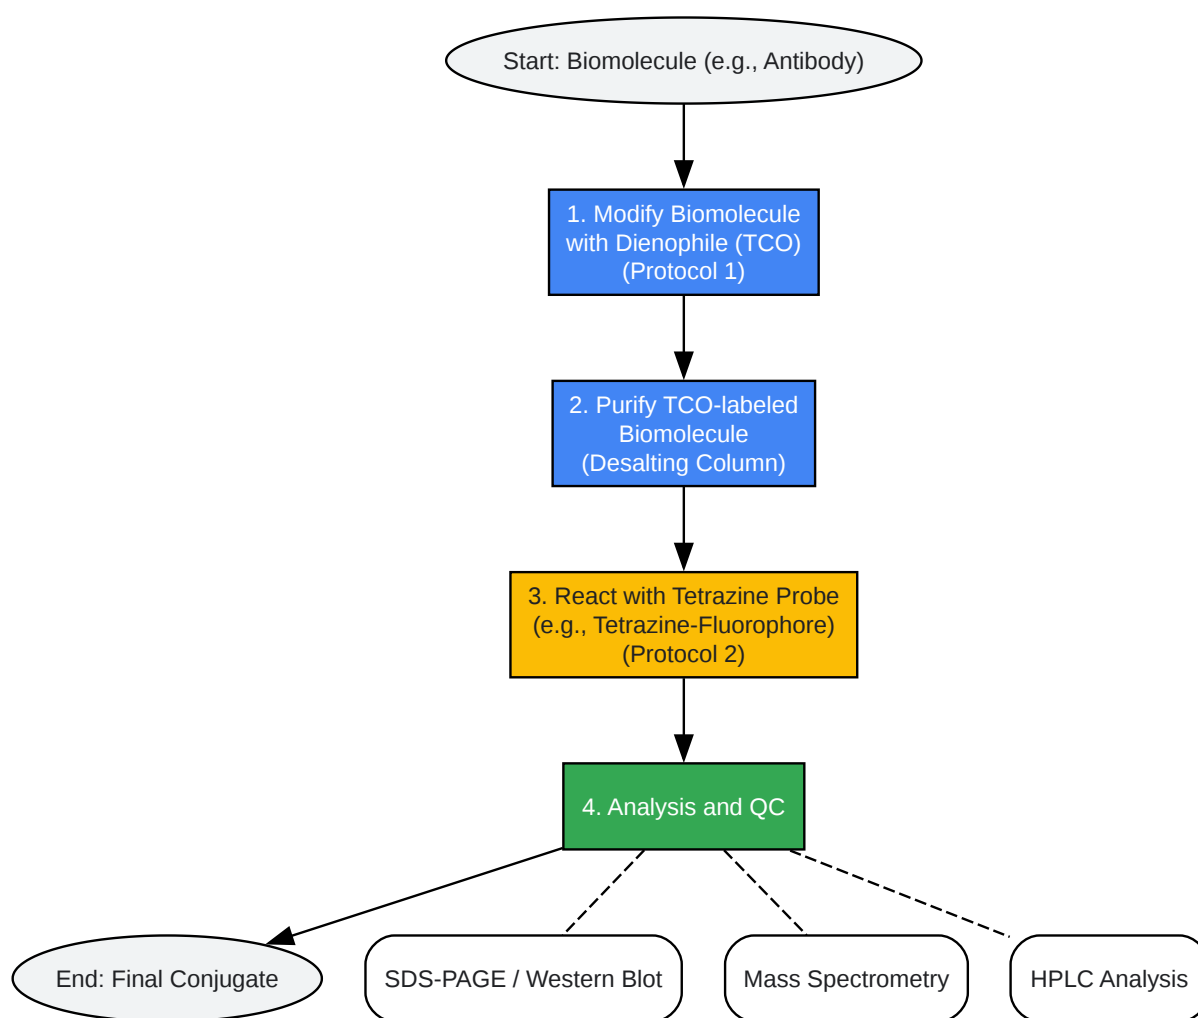 Start: Biomolecule (e.g., Antibody)
1. Modify Biomolecule
with Dienophile (TCO)
(Protocol 1)
2. Purify TCO-labeled
Biomolecule
(Desalting Column)
3. React with Tetrazine Probe
(e.g., Tetrazine-Fluorophore)
(Protocol 2)
4. Analysis and QC
End: Final Conjugate
SDS-PAGE / Western Blot
Mass Spectrometry
HPLC Analysis